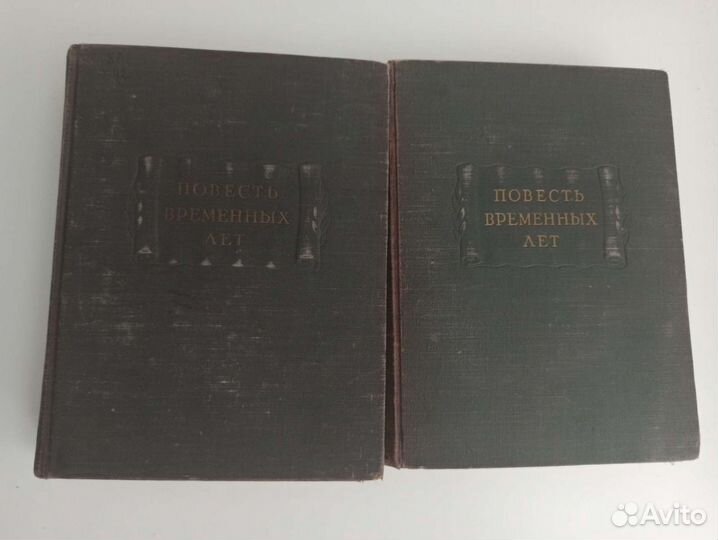 ПОВЕСТЬ
ВРЕМЕННЫХ
ЛЕТ
ПОВЕСТЬ
ВРЕМЕННЫХ
ЛЕТ
Avito